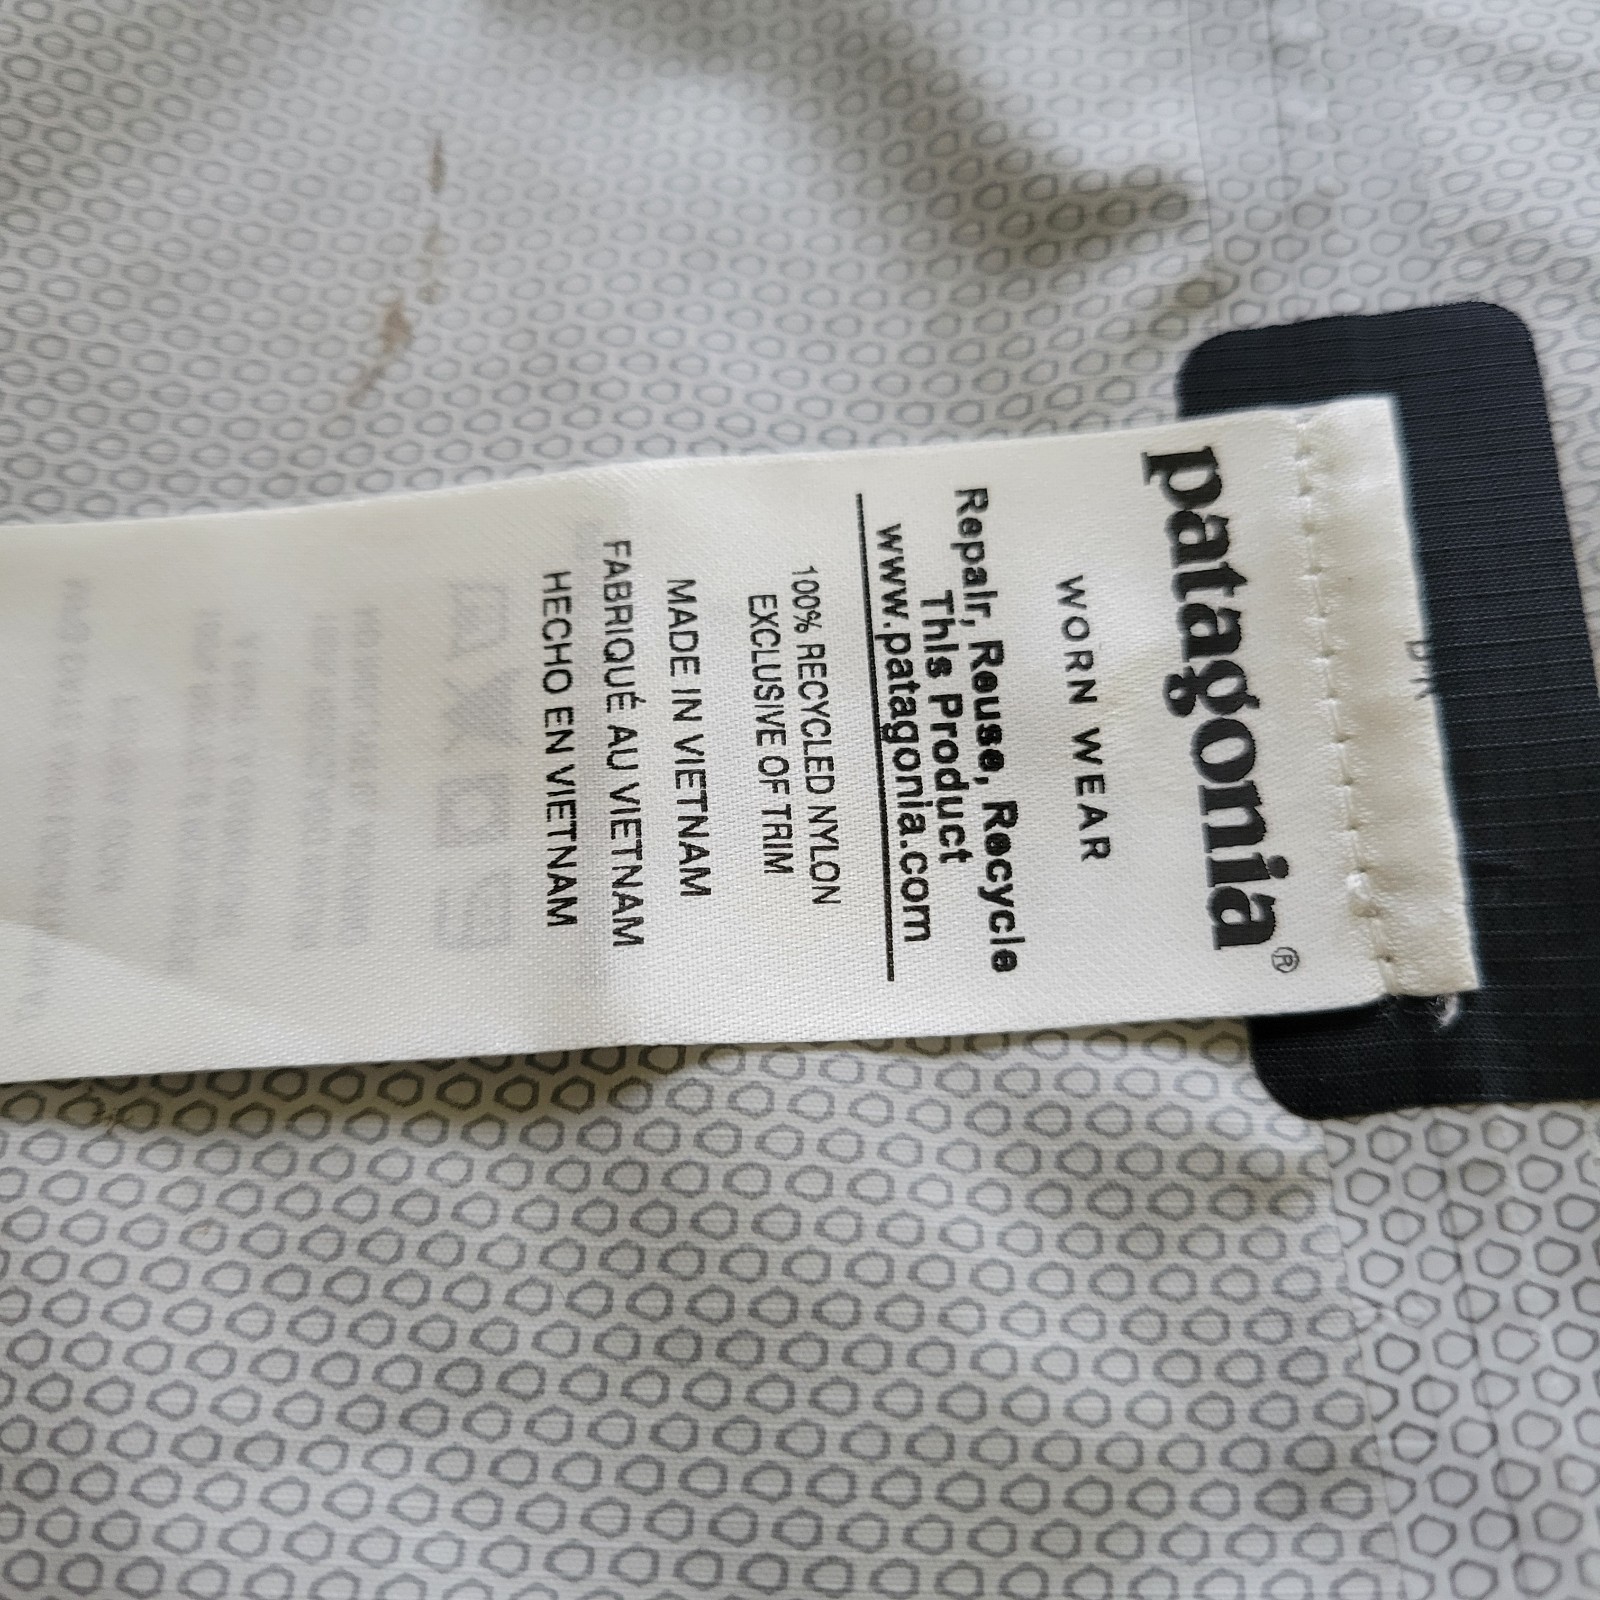 patagonia®
WORN WEAR
Repair, Reuse, Recycle
This Product
www.patagonia.com
100% RECYCLED NYLON
EXCLUSIVE OF TRIM
MADE IN VIETNAM
FABRIQUÉ AU VIETNAM
HECHO EN VIETNAM